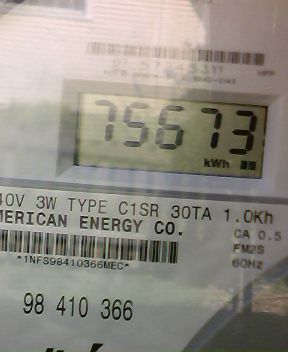 75673
kWh
40V 3W TYPE C1SR 30TA 1.0Kh
MERICAN ENERGY CO.
CA 0.5
FM2S
60Hz
*1NFS98410366MEC*
98 410 366